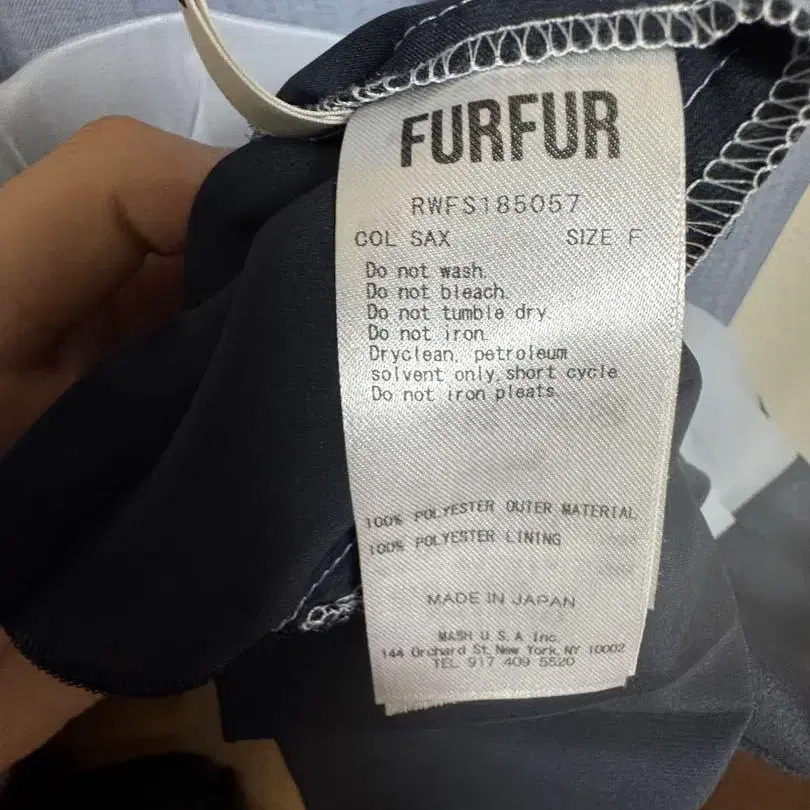 FURFUR
RWFS185057
COL SAX SIZE F
Do not wash.
Do not bleach.
Do not tumble dry.
Do not iron.
Dryclean, petroleum
solvent only,short cycle
Do not iron pleats.
100% POLYESTER OUTER MATERIAL
100% POLYESTER LINING
MADE IN JAPAN
MASH U.S.A Inc.
144 Orchard St. New York, NY 10002
TEL 917 409 5520